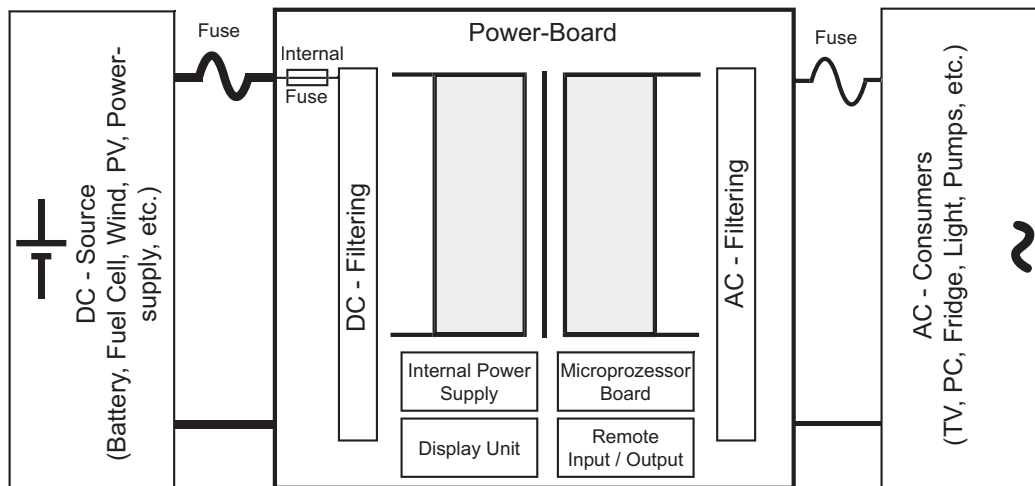 Fuse
Power-Board
Fuse
Internal
Fuse
DC - Source
(Battery, Fuel Cell, Wind, PV, Power-
supply, etc.)
DC - Filtering
AC - Filtering
AC - Consumers
(TV, PC, Fridge, Light, Pumps, etc.)
Internal Power
Supply
Microprozessor
Board
Display Unit
Remote
Input / Output